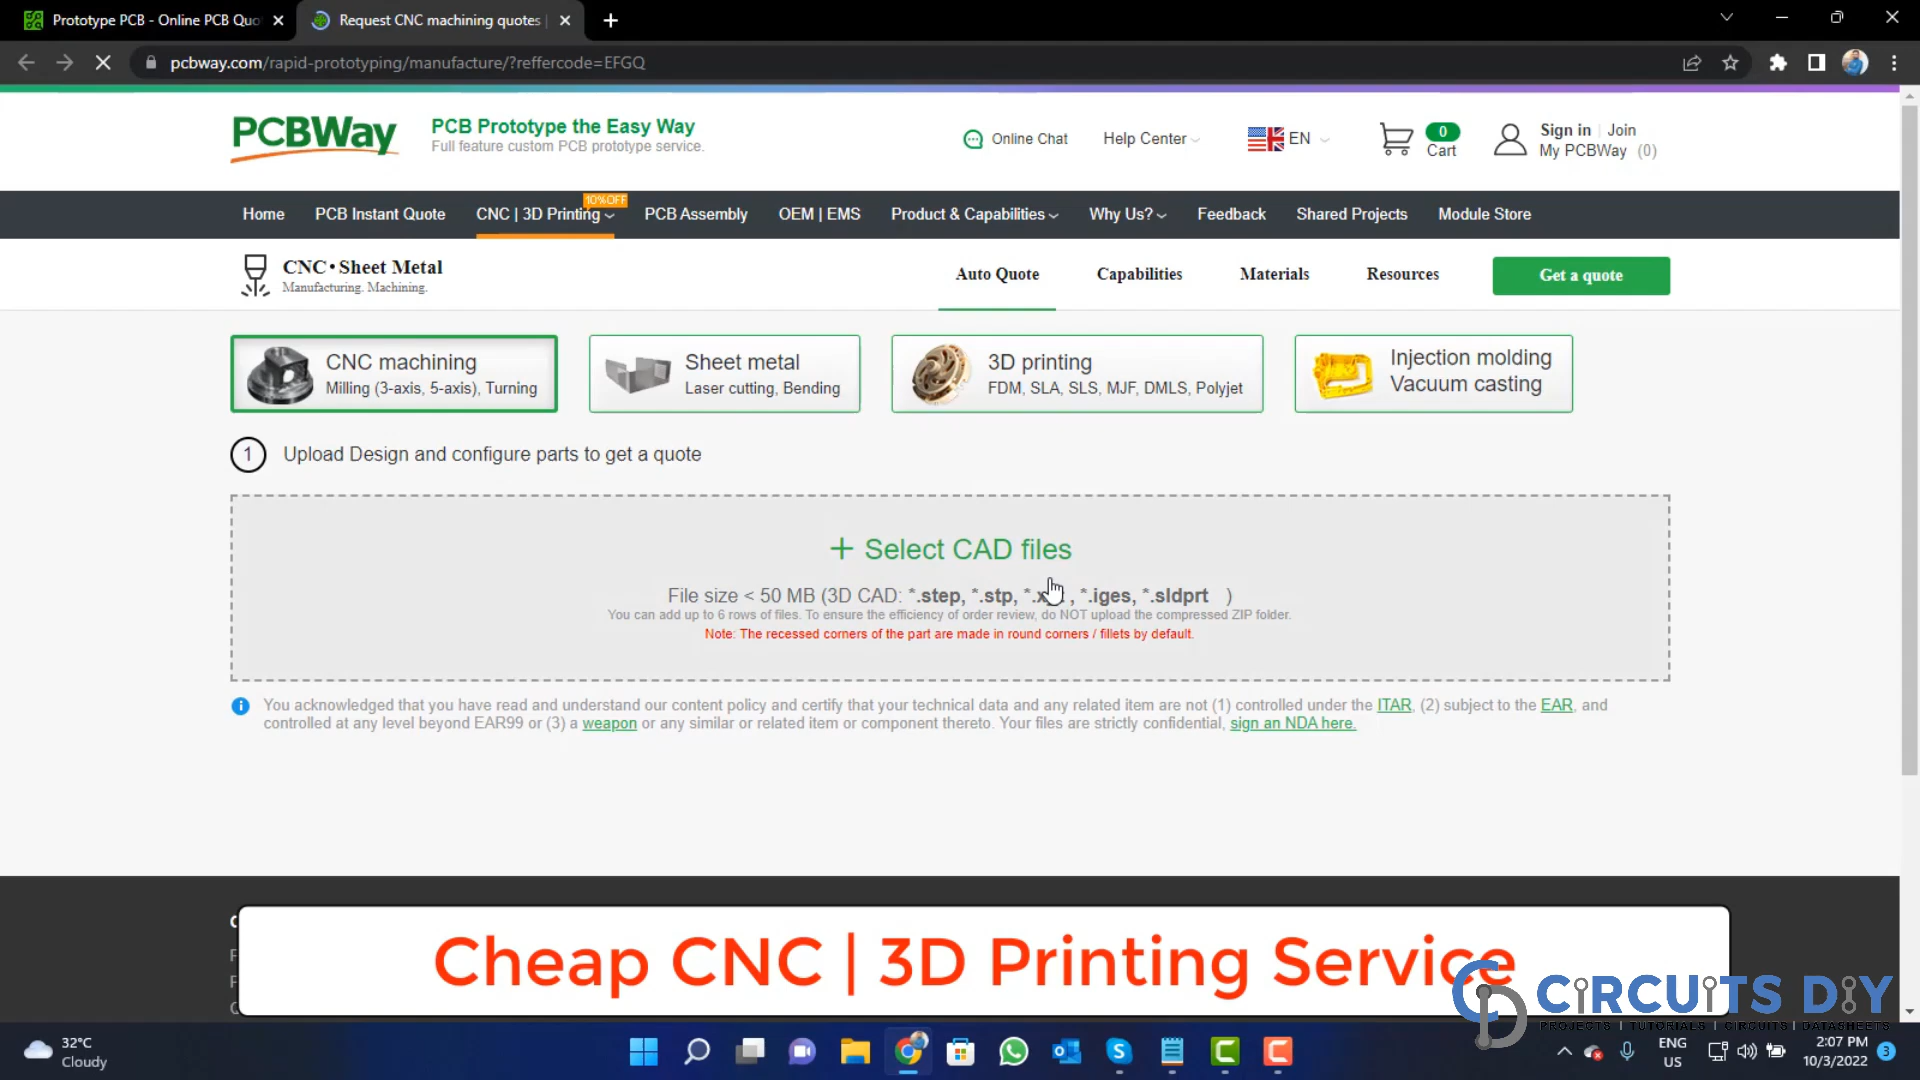 Prototype PCB - Online PCB Quo
Request CNC machining quotes |
pcbway.com/rapid-prototyping/manufacture/?reffercode=EFGQ
PCBWay
PCB Prototype the Easy Way
Full feature custom PCB prototype service.
Online Chat
Help Center
EN
0
Cart
Sign in | Join
My PCBWay (0)
10%OFF
Home
PCB Instant Quote
CNC | 3D Printing
PCB Assembly
OEM | EMS
Product & Capabilities
Why Us?
Feedback
Shared Projects
Module Store
CNC•Sheet Metal
Manufacturing. Machining.
Auto Quote
Capabilities
Materials
Resources
Get a quote
CNC machining
Milling (3-axis, 5-axis), Turning
Sheet metal
Laser cutting, Bending
3D printing
FDM, SLA, SLS, MJF, DMLS, Polyjet
Injection molding
Vacuum casting
1
Upload Design and configure parts to get a quote
+ Select CAD files
File size < 50 MB (3D CAD: *.step, *.stp, , *.iges, *.sldprt )
You can add up to 6 rows of files. To ensure the efficiency of order review, do NOT upload the compressed ZIP folder.
Note: The recessed corners of the part are made in round corners / fillets by default.
You acknowledged that you have read and understand our content policy and certify that your technical data and any related item are not (1) controlled under the ITAR, (2) subject to the EAR, and
controlled at any level beyond EAR99 or (3) a weapon or any similar or related item or component thereto. Your files are strictly confidential, sign an NDA here.
Cheap CNC | 3D Printing Service
CIRCUITS DIY
PROJECTS | TUTORIALS | CIRCUITS | DATASHEETS
32°C
Cloudy
ENG
US
2:07 PM
10/3/2022
3